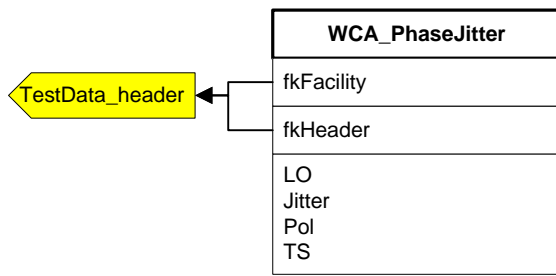 WCA_PhaseJitter
TestData_header
fkFacility
fkHeader
LO
Jitter
Pol
TS